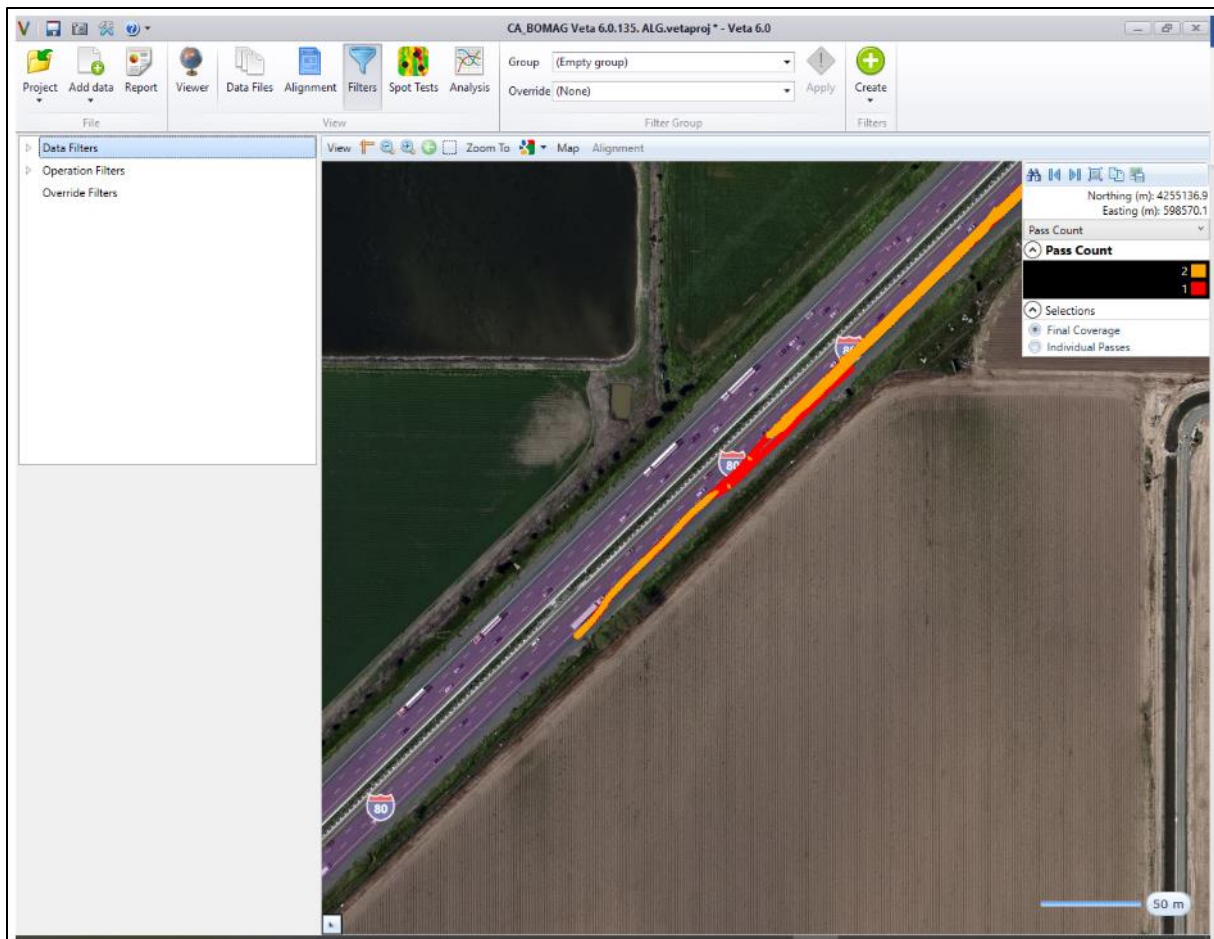 CA_BOMAG Veta 6.0.135. ALG.vetaproj * - Veta 6.0
Project
Add data
Report
Viewer
Data Files
Alignment
Filters
Spot Tests
Analysis
Group (Empty group)
Override (None)
Apply
Create
File
View
Filter Group
Filters
Data Filters
Operation Filters
Override Filters
View
Zoom To
Map
Alignment
Northing (m): 4255136.9
Easting (m): 598570.1
Pass Count
Pass Count
2
1
Selections
Final Coverage
Individual Passes
80
80
80
50 m